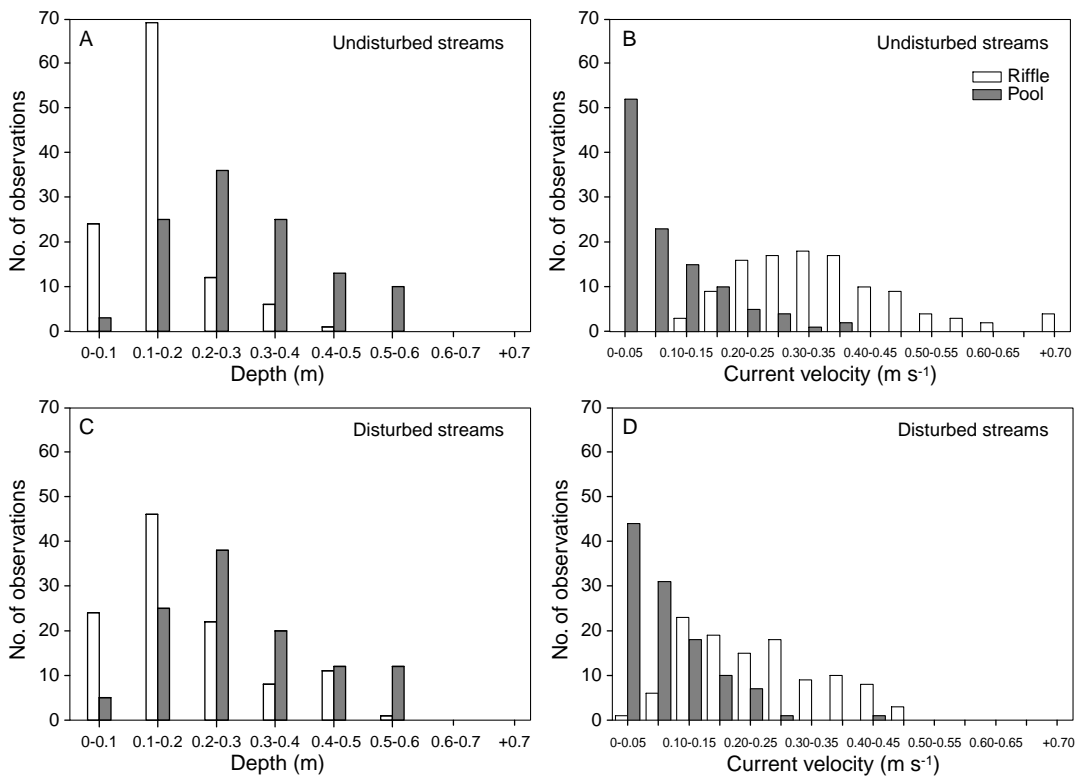 A
Undisturbed streams
No. of observations
70
60
50
40
30
20
10
0
0-0.1 0.1-0.2 0.2-0.3 0.3-0.4 0.4-0.5 0.5-0.6 0.6-0.7 +0.7
Depth (m)
B
Undisturbed streams
Riffle
Pool
No. of observations
70
60
50
40
30
20
10
0
0-0.05 0.10-0.15 0.20-0.25 0.30-0.35 0.40-0.45 0.50-0.55 0.60-0.65 +0.70
Current velocity (m s-1)
C
Disturbed streams
No. of observations
70
60
50
40
30
20
10
0
0-0.1 0.1-0.2 0.2-0.3 0.3-0.4 0.4-0.5 0.5-0.6 0.6-0.7 +0.7
Depth (m)
D
Disturbed streams
No. of observations
70
60
50
40
30
20
10
0
0-0.05 0.10-0.15 0.20-0.25 0.30-0.35 0.40-0.45 0.50-0.55 0.60-0.65 +0.70
Current velocity (m s-1)